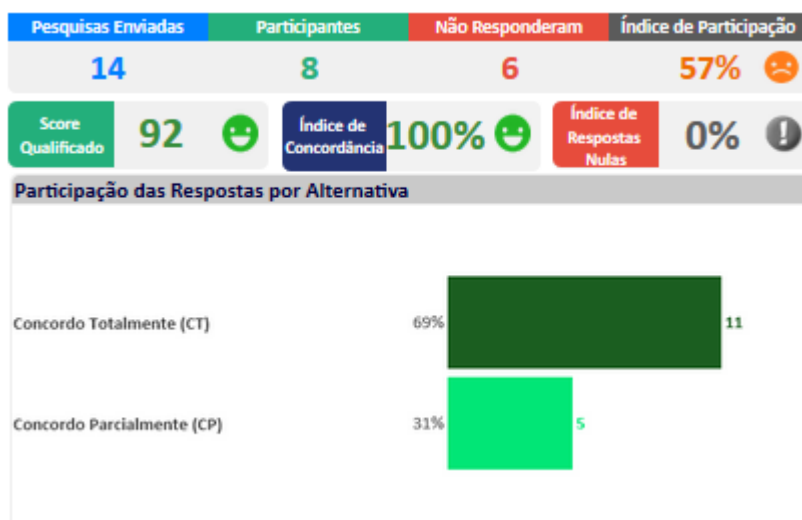 Pesquisas Enviadas Participantes Não Responderam Índice de Participação
14 8 6 57%
Score Qualificado 92 Índice de Concordância 100% Índice de Respostas Nulas 0%
Participação das Respostas por Alternativa
Concordo Totalmente (CT) 69% 11
Concordo Parcialmente (CP) 31% 5